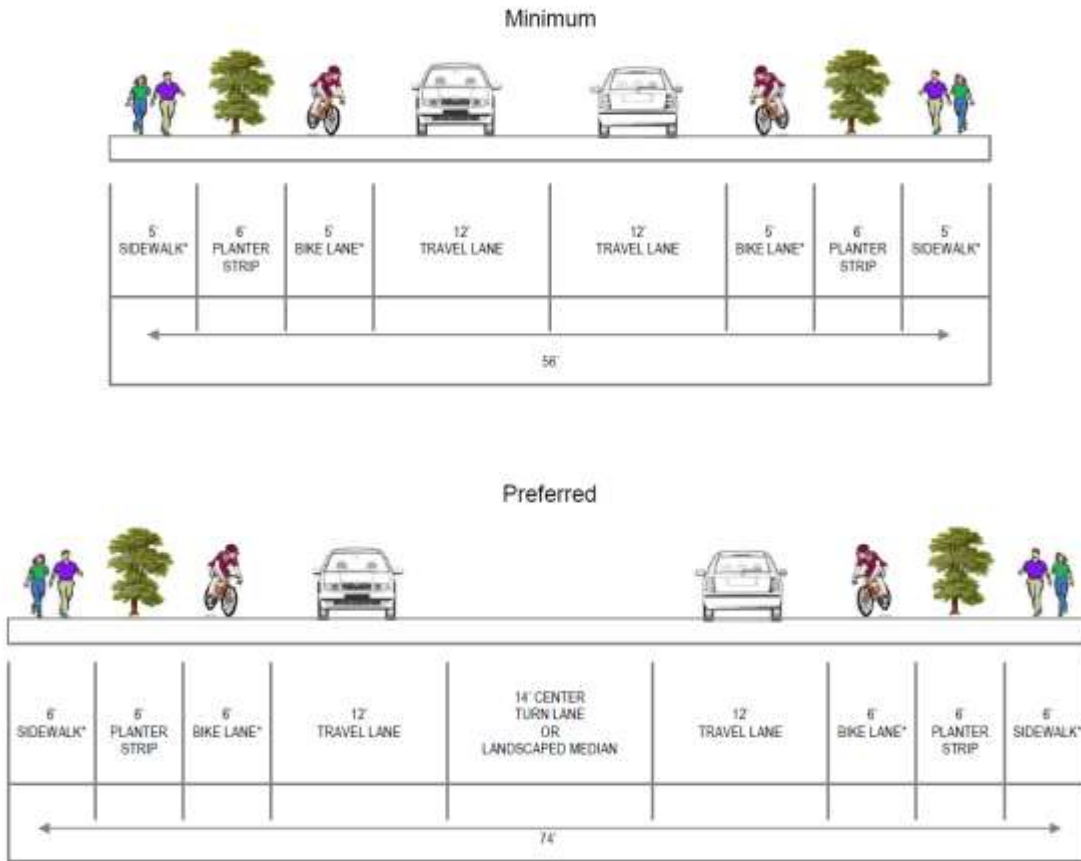 Minimum
5'
SIDEWALK*
6'
PLANTER
STRIP
5'
BIKE LANE*
12'
TRAVEL LANE
12'
TRAVEL LANE
5'
BIKE LANE*
6'
PLANTER
STRIP
5'
SIDEWALK*
56'
Preferred
6'
SIDEWALK*
6'
PLANTER
STRIP
6'
BIKE LANE*
12'
TRAVEL LANE
14' CENTER
TURN LANE
OR
LANDSCAPED MEDIAN
12'
TRAVEL LANE
6'
BIKE LANE*
6'
PLANTER
STRIP
6'
SIDEWALK*
74'